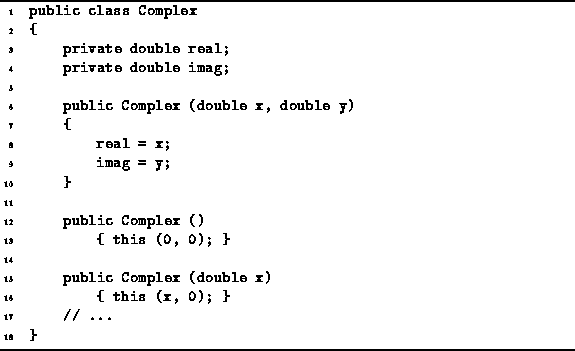 1 public class Complex
2 {
3     private double real;
4     private double imag;
5
6     public Complex (double x, double y)
7     {
8         real = x;
9         imag = y;
10     }
11
12     public Complex ()
13         { this (0, 0); }
14
15     public Complex (double x)
16         { this (x, 0); }
17     // ...
18 }